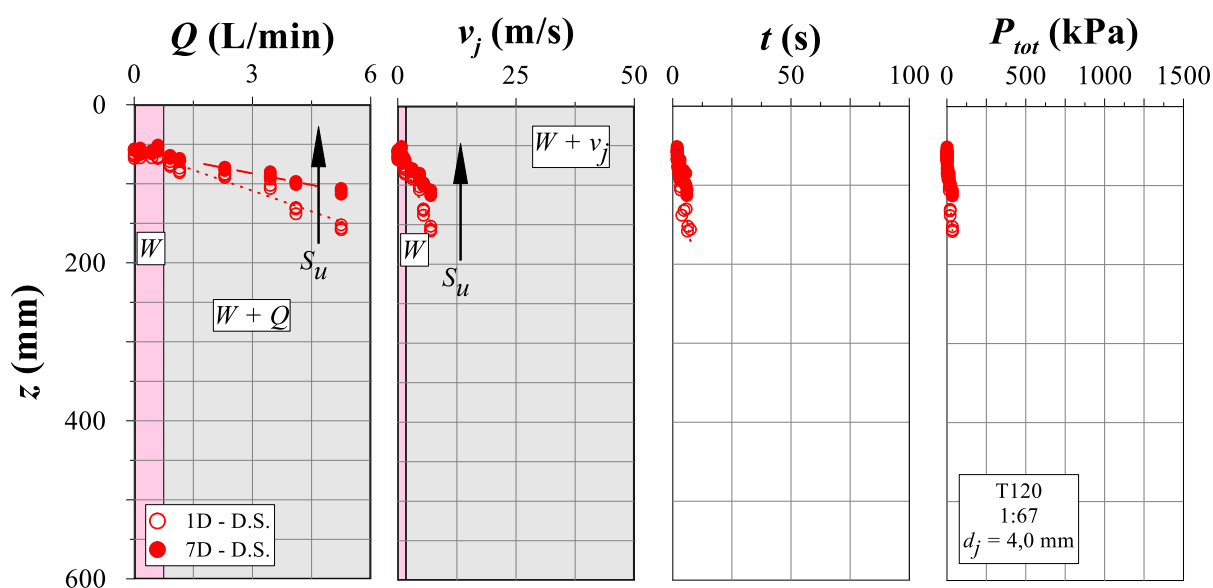 Q (L/min)
v_j (m/s)
t (s)
P_tot (kPa)
0 3 6
0 25 50
0 50 100
0 500 1000 1500
0
200
400
600
z (mm)
W
W + Q
S_u
W
W + v_j
S_u
1D - D.S.
7D - D.S.
T120
1:67
d_j = 4,0 mm